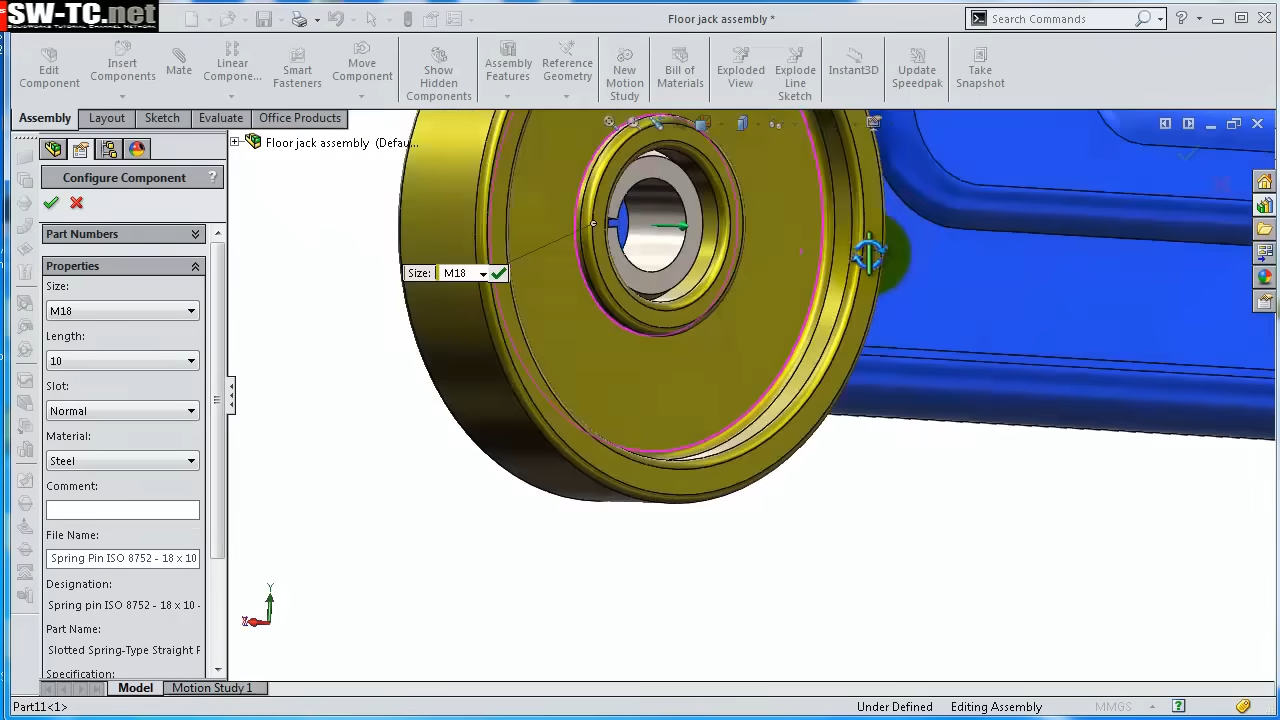 SW-TC.net
SOLIDWORKS TUTORIAL CHANNEL NETWORK
Floor jack assembly *
Search Commands
?
Edit Component
Insert Components
Mate
Linear Compone...
Smart Fasteners
Move Component
Show Hidden Components
Assembly Features
Reference Geometry
New Motion Study
Bill of Materials
Exploded View
Explode Line Sketch
Instant3D
Update Speedpak
Take Snapshot
Assembly
Layout
Sketch
Evaluate
Office Products
Floor jack assembly (Defau...
Configure Component ?
Part Numbers
Properties
Size:
M18
Length:
10
Slot:
Normal
Material:
Steel
Comment:
File Name:
Spring Pin ISO 8752 - 18 x 10
Designation:
Spring pin ISO 8752 - 18 x 10 -
Part Name:
Slotted Spring-Type Straight P
Specification:
Size: M18
Y
X
Model
Motion Study 1
Part11<1>
Under Defined
Editing Assembly
MMGS
?